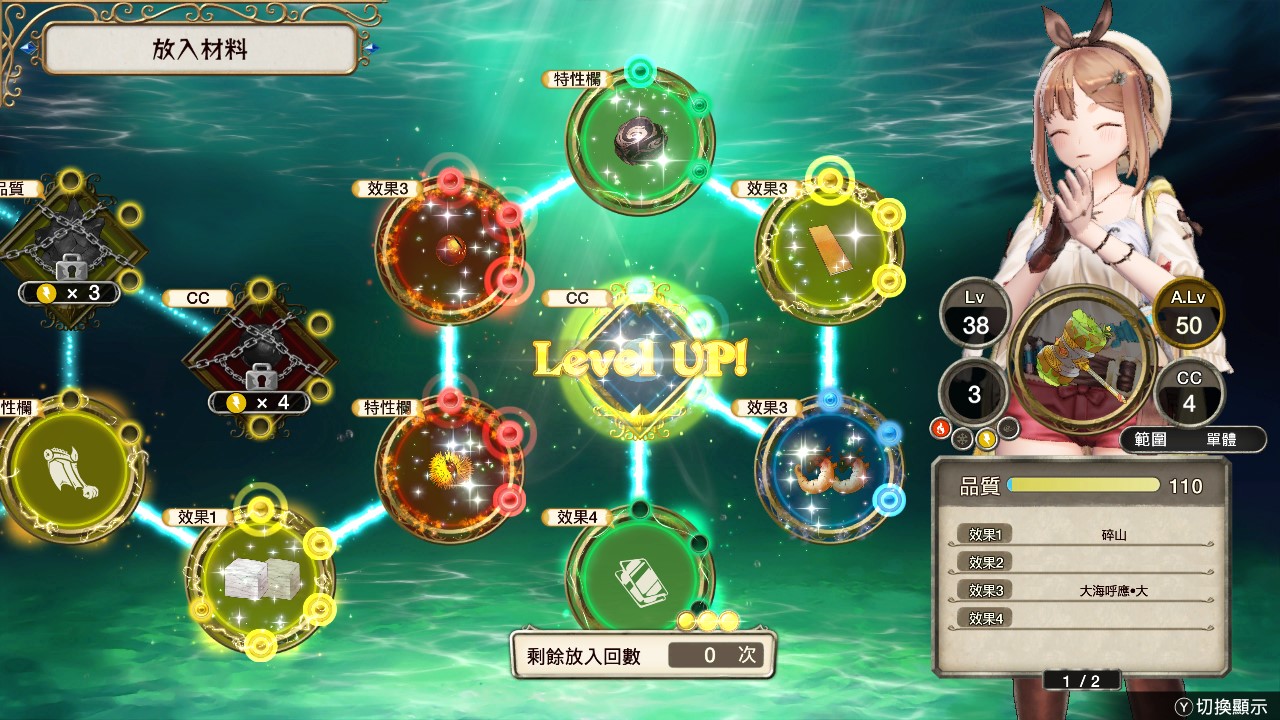 放入材料
特性欄
品質
效果3
效果3
× 3
CC
CC
× 4
Level UP!
性欄
特性欄
效果3
效果1
效果4
剩餘放入回數 0 次
Lv
38
A.Lv
50
3
CC
4
範圍 單體
品質 110
效果1 碎山
效果2
效果3 大海呼應•大
效果4
1 / 2
Ⓨ切換顯示